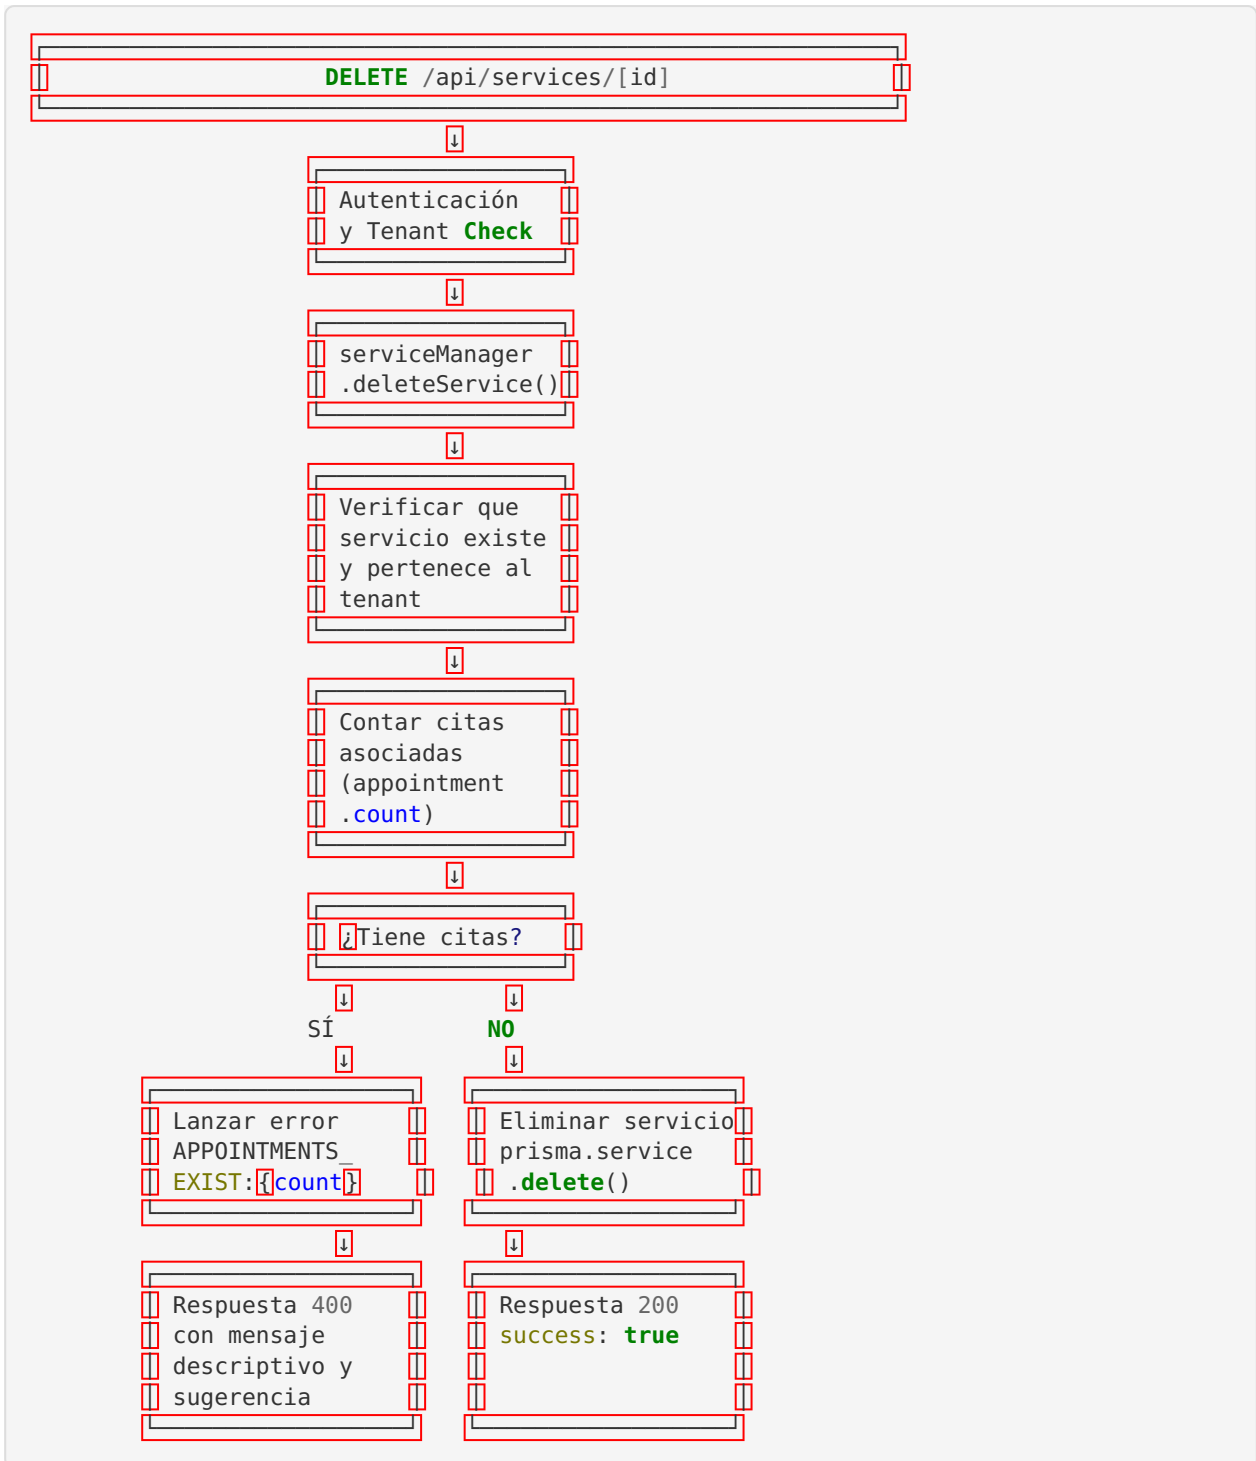 DELETE /api/services/[id]
↓
Autenticación
y Tenant Check
↓
serviceManager
.deleteService()
↓
Verificar que
servicio existe
y pertenece al
tenant
↓
Contar citas
asociadas
(appointment
.count)
↓
¿Tiene citas?
↓ ↓
SÍ NO
↓ ↓
Lanzar error Eliminar servicio
APPOINTMENTS_ prisma.service
EXIST:{count} .delete()
↓ ↓
Respuesta 400 Respuesta 200
con mensaje success: true
descriptivo y
sugerencia